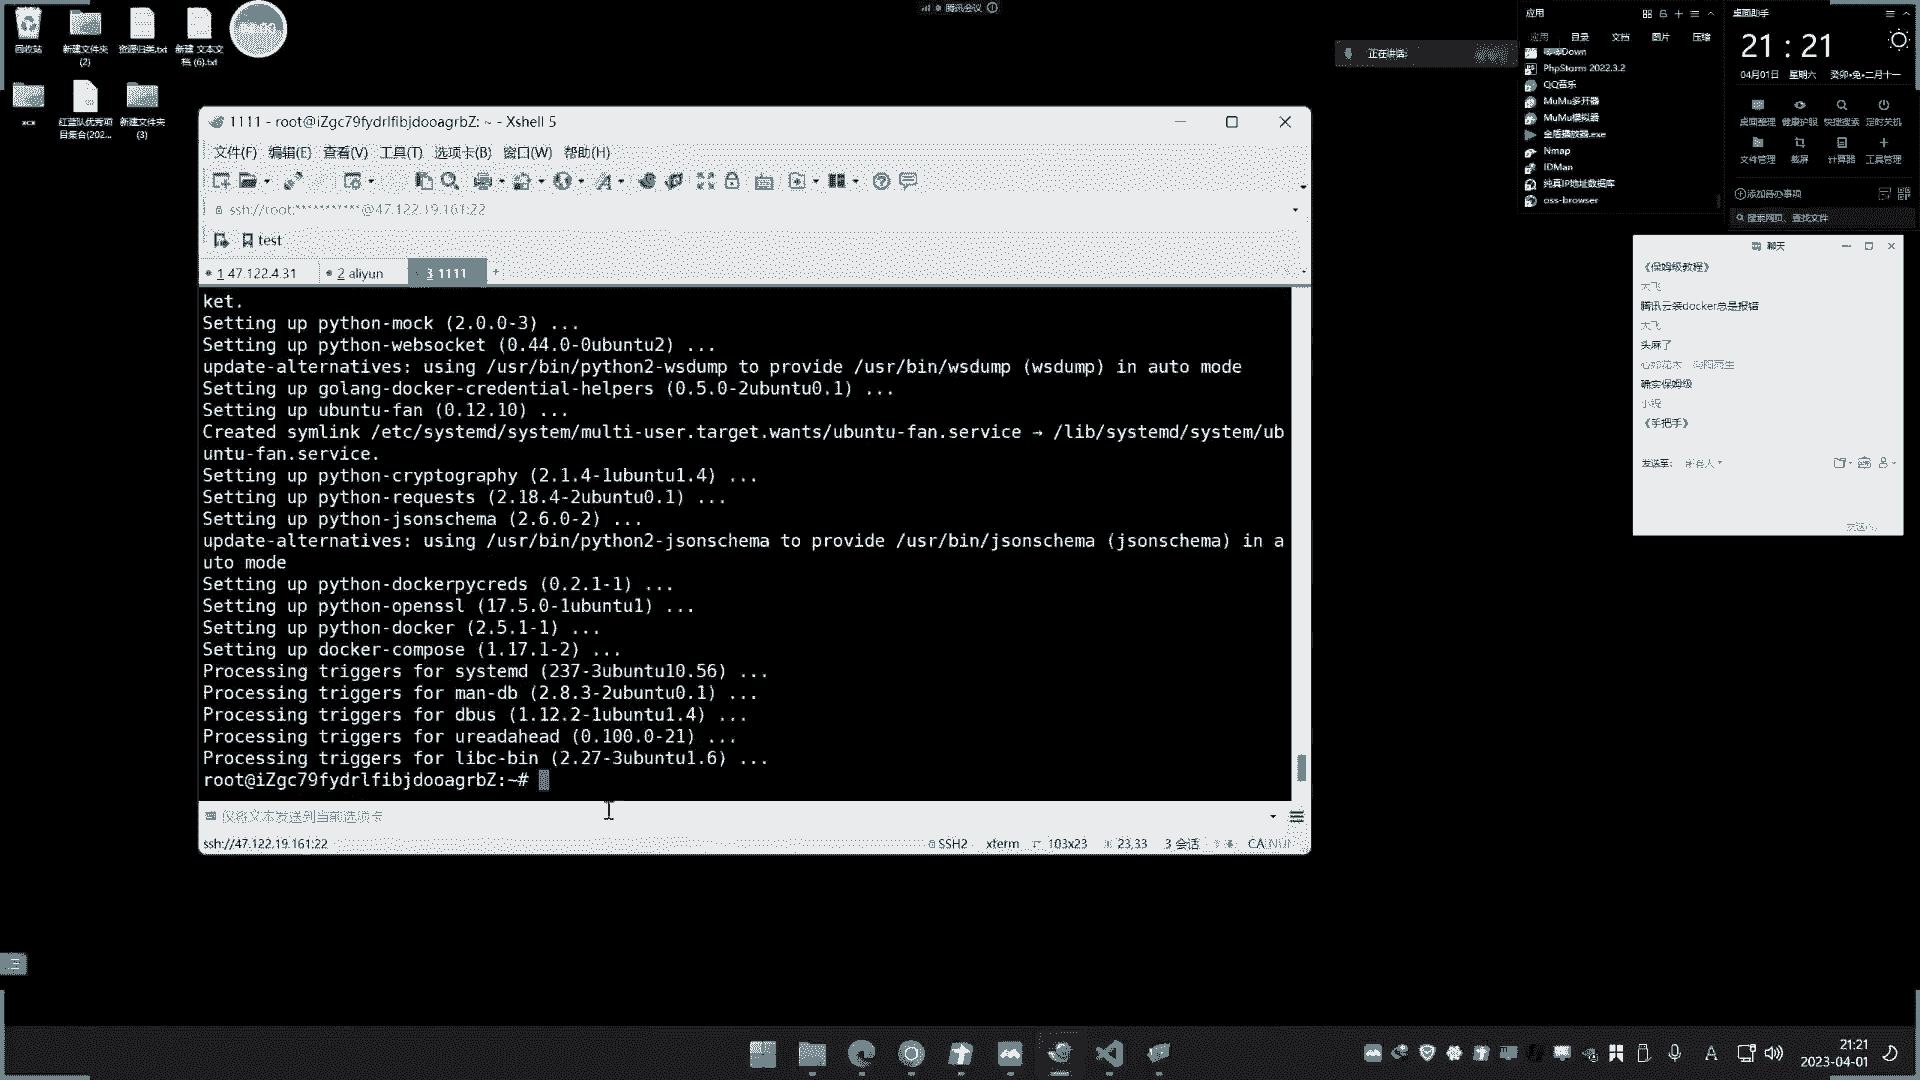 腾讯会议
回收站
新建文件夹
(2)
资源归类.txt
新建 文本文
档 (6).txt
红蓝队优秀项
目集合(202...
新建文件夹
(3)
1111 - root@iZgc79fydrlfibjdooagrbZ: ~ - Xshell 5
文件(F) 编辑(E) 查看(V) 工具(T) 选项卡(B) 窗口(W) 帮助(H)
ssh://root:***********@47.122.19.161:22
test
1 47.122.4.31
2 aliyun
3 1111
ket.
Setting up python-mock (2.0.0-3) ...
Setting up python-websocket (0.44.0-0ubuntu2) ...
update-alternatives: using /usr/bin/python2-wsdump to provide /usr/bin/wsdump (wsdump) in auto mode
Setting up golang-docker-credential-helpers (0.5.0-2ubuntu0.1) ...
Setting up ubuntu-fan (0.12.10) ...
Created symlink /etc/systemd/system/multi-user.target.wants/ubuntu-fan.service → /lib/systemd/system/ub
untu-fan.service.
Setting up python-cryptography (2.1.4-1ubuntu1.4) ...
Setting up python-requests (2.18.4-2ubuntu0.1) ...
Setting up python-jsonschema (2.6.0-2) ...
update-alternatives: using /usr/bin/python2-jsonschema to provide /usr/bin/jsonschema (jsonschema) in a
uto mode
Setting up python-dockerpycreds (0.2.1-1) ...
Setting up python-openssl (17.5.0-1ubuntu1) ...
Setting up python-docker (2.5.1-1) ...
Setting up docker-compose (1.17.1-2) ...
Processing triggers for systemd (237-3ubuntu10.56) ...
Processing triggers for man-db (2.8.3-2ubuntu0.1) ...
Processing triggers for dbus (1.12.2-1ubuntu1.4) ...
Processing triggers for ureadahead (0.100.0-21) ...
Processing triggers for libc-bin (2.27-3ubuntu1.6) ...
root@iZgc79fydrlfibjdooagrbZ:~#
仅将文本发送到当前选项卡
ssh://47.122.19.161:22
SSH2 xterm 103x23 23,33 3 会话
正在讲话:
应用
应用 目录 文档 图片 压缩
PhpStorm 2022.3.2
QQ音乐
MuMu多开器
MuMu模拟器
全盾播放器.exe
Nmap
IDMan
纯真IP地址数据库
oss-browser
桌面助手
21 : 21
04月01日 星期六 癸卯•兔•二月十一
桌面整理 健康护眼 快捷搜索 定时关机
文件管理 截屏 计算器 工具管理
添加待办事项
搜索网页、查找文件
聊天
《保姆级教程》
大飞
腾讯云装docker总是报错
大飞
头麻了
确实保姆级
《手把手》
发送至: 所有人
21:21
2023-04-01